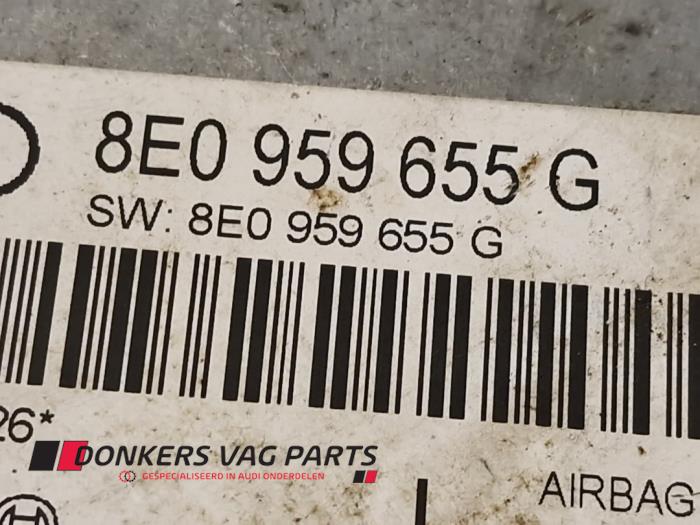 8E0 959 655 G
SW: 8E0 959 655 G
26*
DONKERS VAG PARTS
GESPECIALISEERD IN AUDI ONDERDELEN
AIRBAG